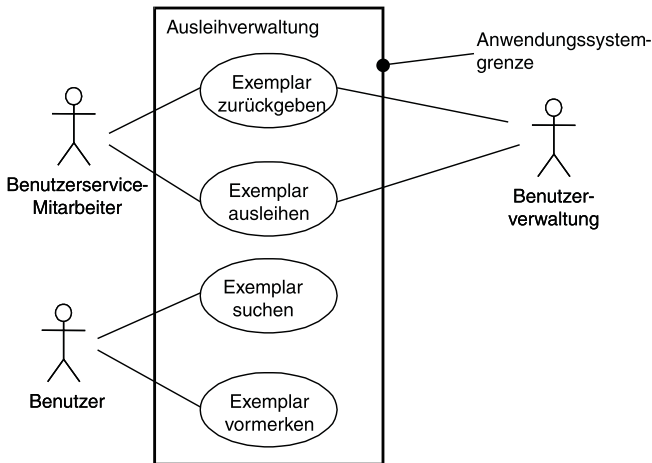 Ausleihverwaltung
Anwendungssystem-
grenze
Exemplar
zurückgeben
Benutzerservice-
Mitarbeiter
Exemplar
ausleihen
Benutzer-
verwaltung
Exemplar
suchen
Benutzer
Exemplar
vormerken